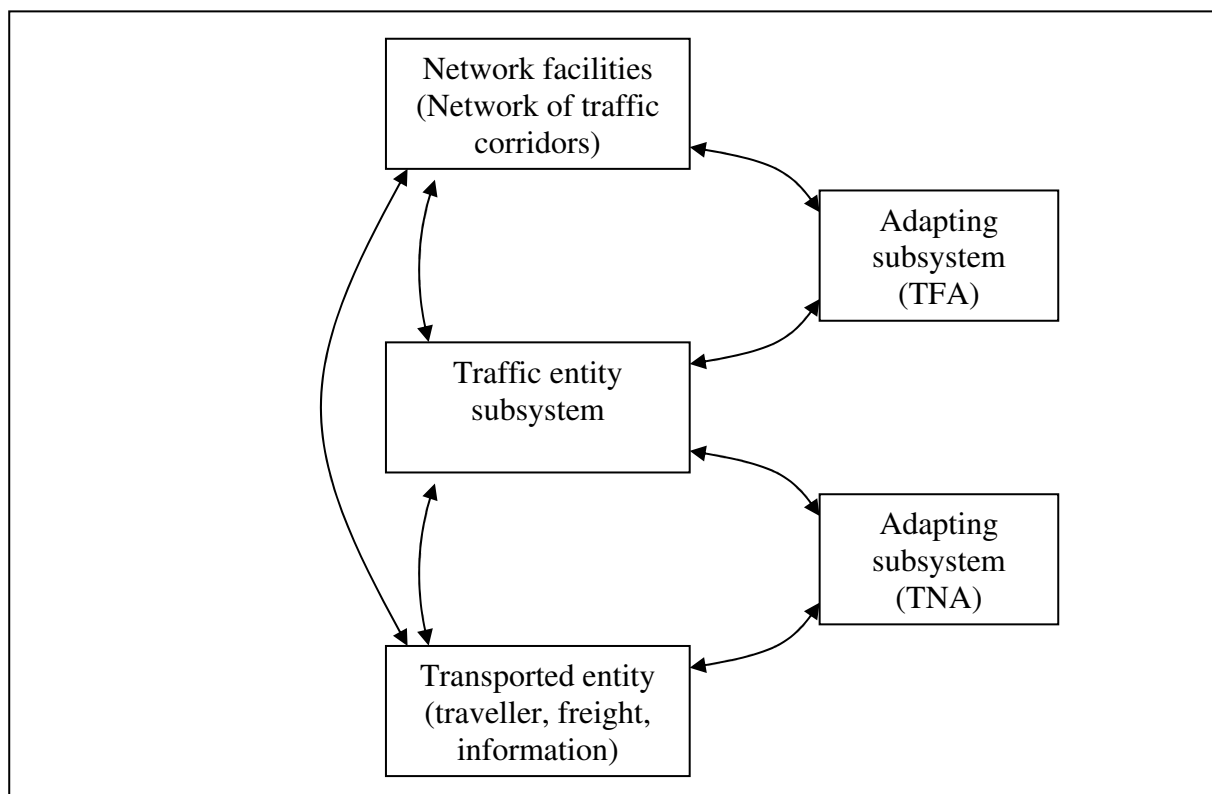 Network facilities
(Network of traffic
corridors)
Adapting
subsystem
(TFA)
Traffic entity
subsystem
Adapting
subsystem
(TNA)
Transported entity
(traveller, freight,
information)